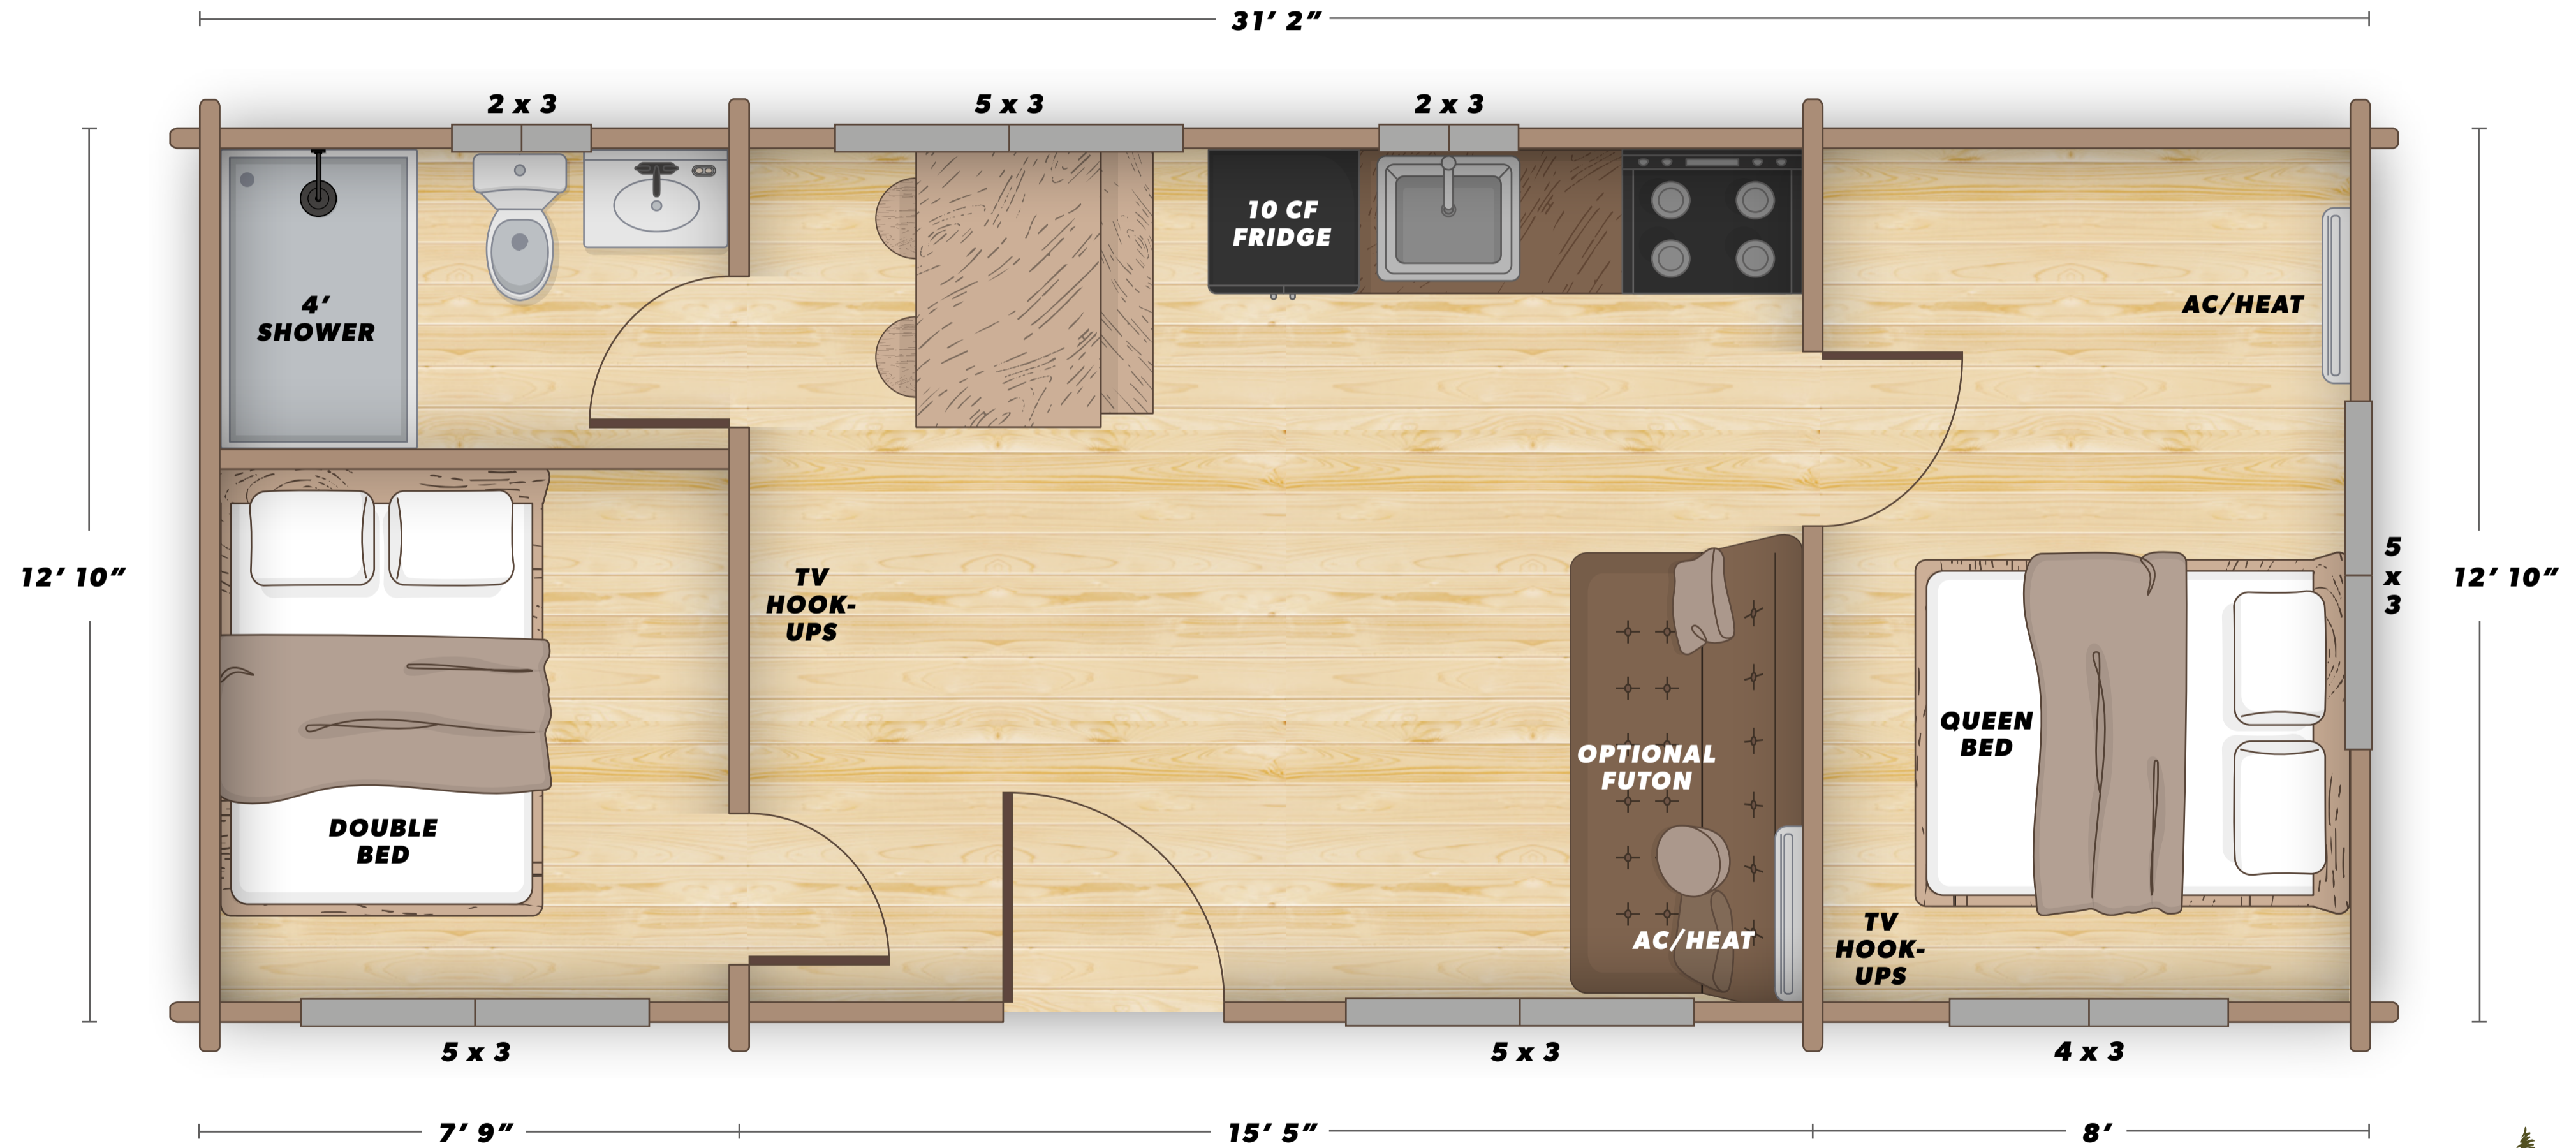 31′ 2″
2 x 3
5 x 3
2 x 3
10 CF
FRIDGE
4′
SHOWER
AC/HEAT
12′ 10″
TV
HOOK-
UPS
5
x
3
12′ 10″
QUEEN
BED
OPTIONAL
FUTON
DOUBLE
BED
AC/HEAT
TV
HOOK-
UPS
5 x 3
5 x 3
4 x 3
7′ 9″
15′ 5″
8′